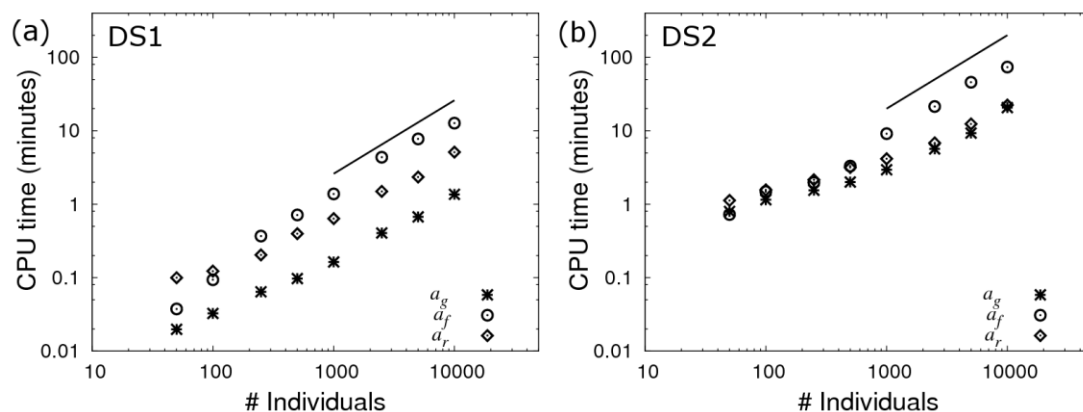 (a) DS1
CPU time (minutes)
100
10
1
0.1
0.01
a_g
a_f
a_r
10 100 1000 10000
# Individuals
(b) DS2
CPU time (minutes)
100
10
1
0.1
0.01
a_g
a_f
a_r
10 100 1000 10000
# Individuals